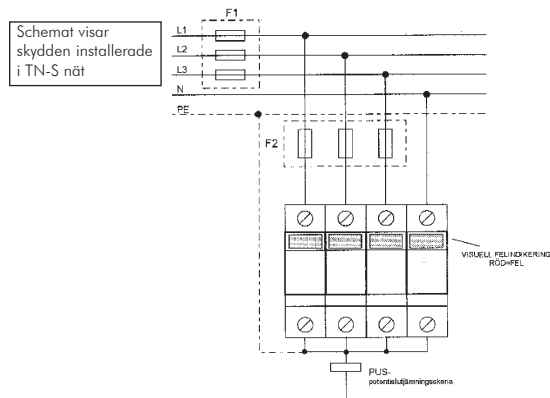 Schemat visar
skydden installerade
i TN-S nät
F1
L1
L2
L3
N
PE
F2
VISUELL FELINDIKERING
RÖD=FEL
PUS-
potentialutjämningsskena